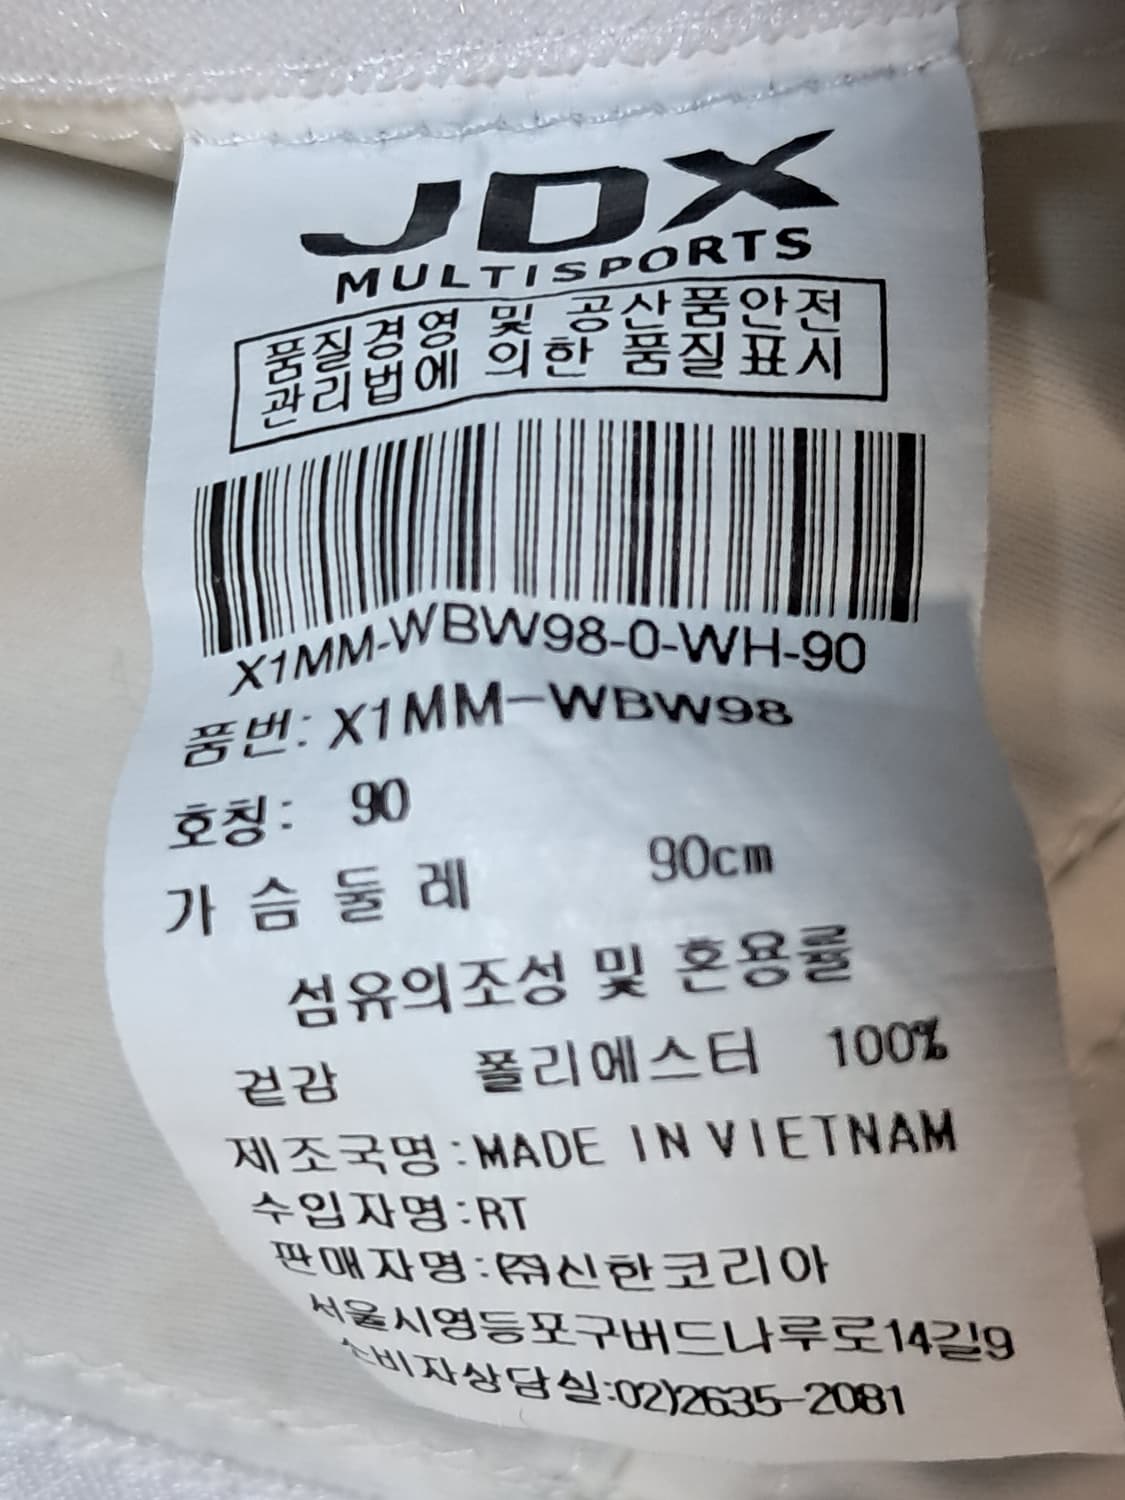 JDX
MULTISPORTS
품질경영 및 공산품안전
관리법에 의한 품질표시
X1MM-WBW98-0-WH-90
품번: X1MM-WBW98
호칭: 90
가 슴 둘 레 90cm
섬유의조성 및 혼용률
겉감 폴리에스터 100%
제조국명:MADE IN VIETNAM
수입자명:RT
판매자명:㈜신한코리아
서울시영등포구버드나루로14길9
소비자상담실:02)2635-2081